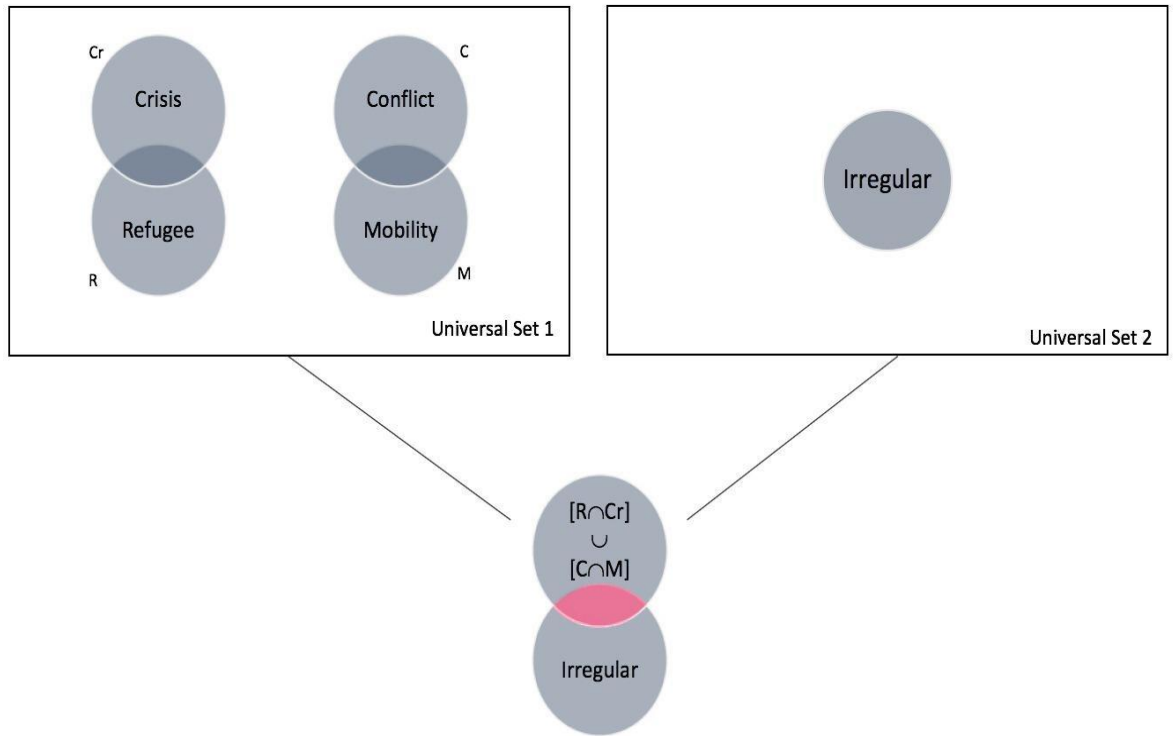 Cr
Crisis
Refugee
R
C
Conflict
Mobility
M
Universal Set 1
Irregular
Universal Set 2
[R∩Cr]
∪
[C∩M]
Irregular